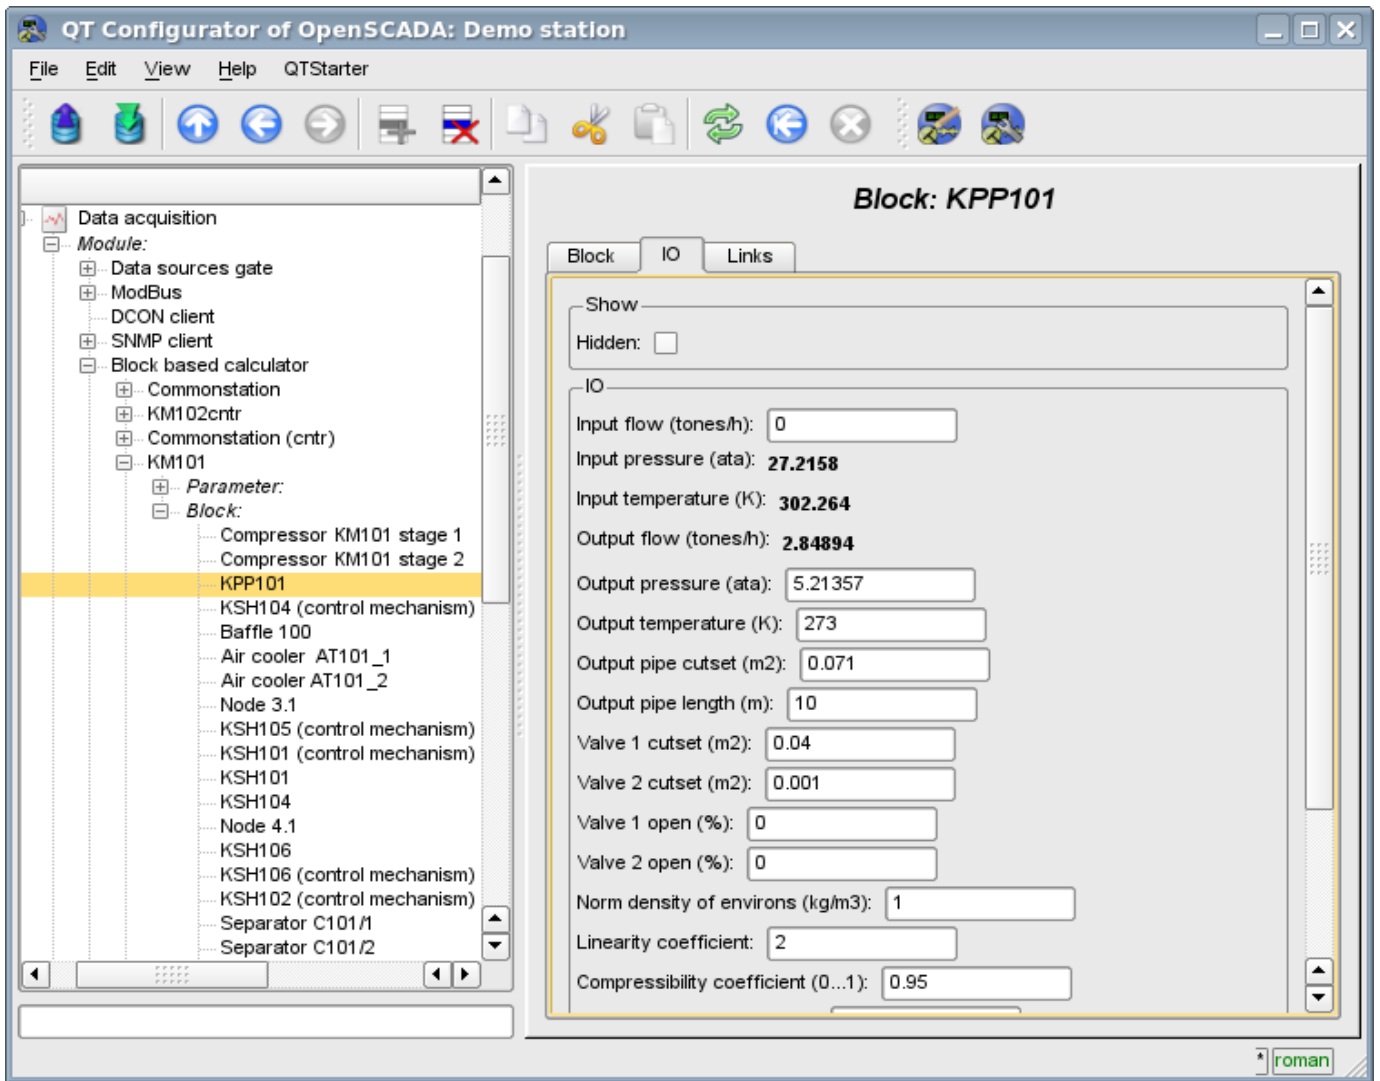 QT Configurator of OpenSCADA: Demo station
File Edit View Help QTStarter
Data acquisition
Module:
Data sources gate
ModBus
DCON client
SNMP client
Block based calculator
Commonstation
KM102cntr
Commonstation (cntr)
KM101
Parameter:
Block:
Compressor KM101 stage 1
Compressor KM101 stage 2
KPP101
KSH104 (control mechanism)
Baffle 100
Air cooler AT101_1
Air cooler AT101_2
Node 3.1
KSH105 (control mechanism)
KSH101 (control mechanism)
KSH101
KSH104
Node 4.1
KSH106
KSH106 (control mechanism)
KSH102 (control mechanism)
Separator C101/1
Separator C101/2
Block: KPP101
Block IO Links
Show
Hidden:
IO
Input flow (tones/h): 0
Input pressure (ata): 27.2158
Input temperature (K): 302.264
Output flow (tones/h): 2.84894
Output pressure (ata): 5.21357
Output temperature (K): 273
Output pipe cutset (m2): 0.071
Output pipe length (m): 10
Valve 1 cutset (m2): 0.04
Valve 2 cutset (m2): 0.001
Valve 1 open (%): 0
Valve 2 open (%): 0
Norm density of environs (kg/m3): 1
Linearity coefficient: 2
Compressibility coefficient (0...1): 0.95
* roman